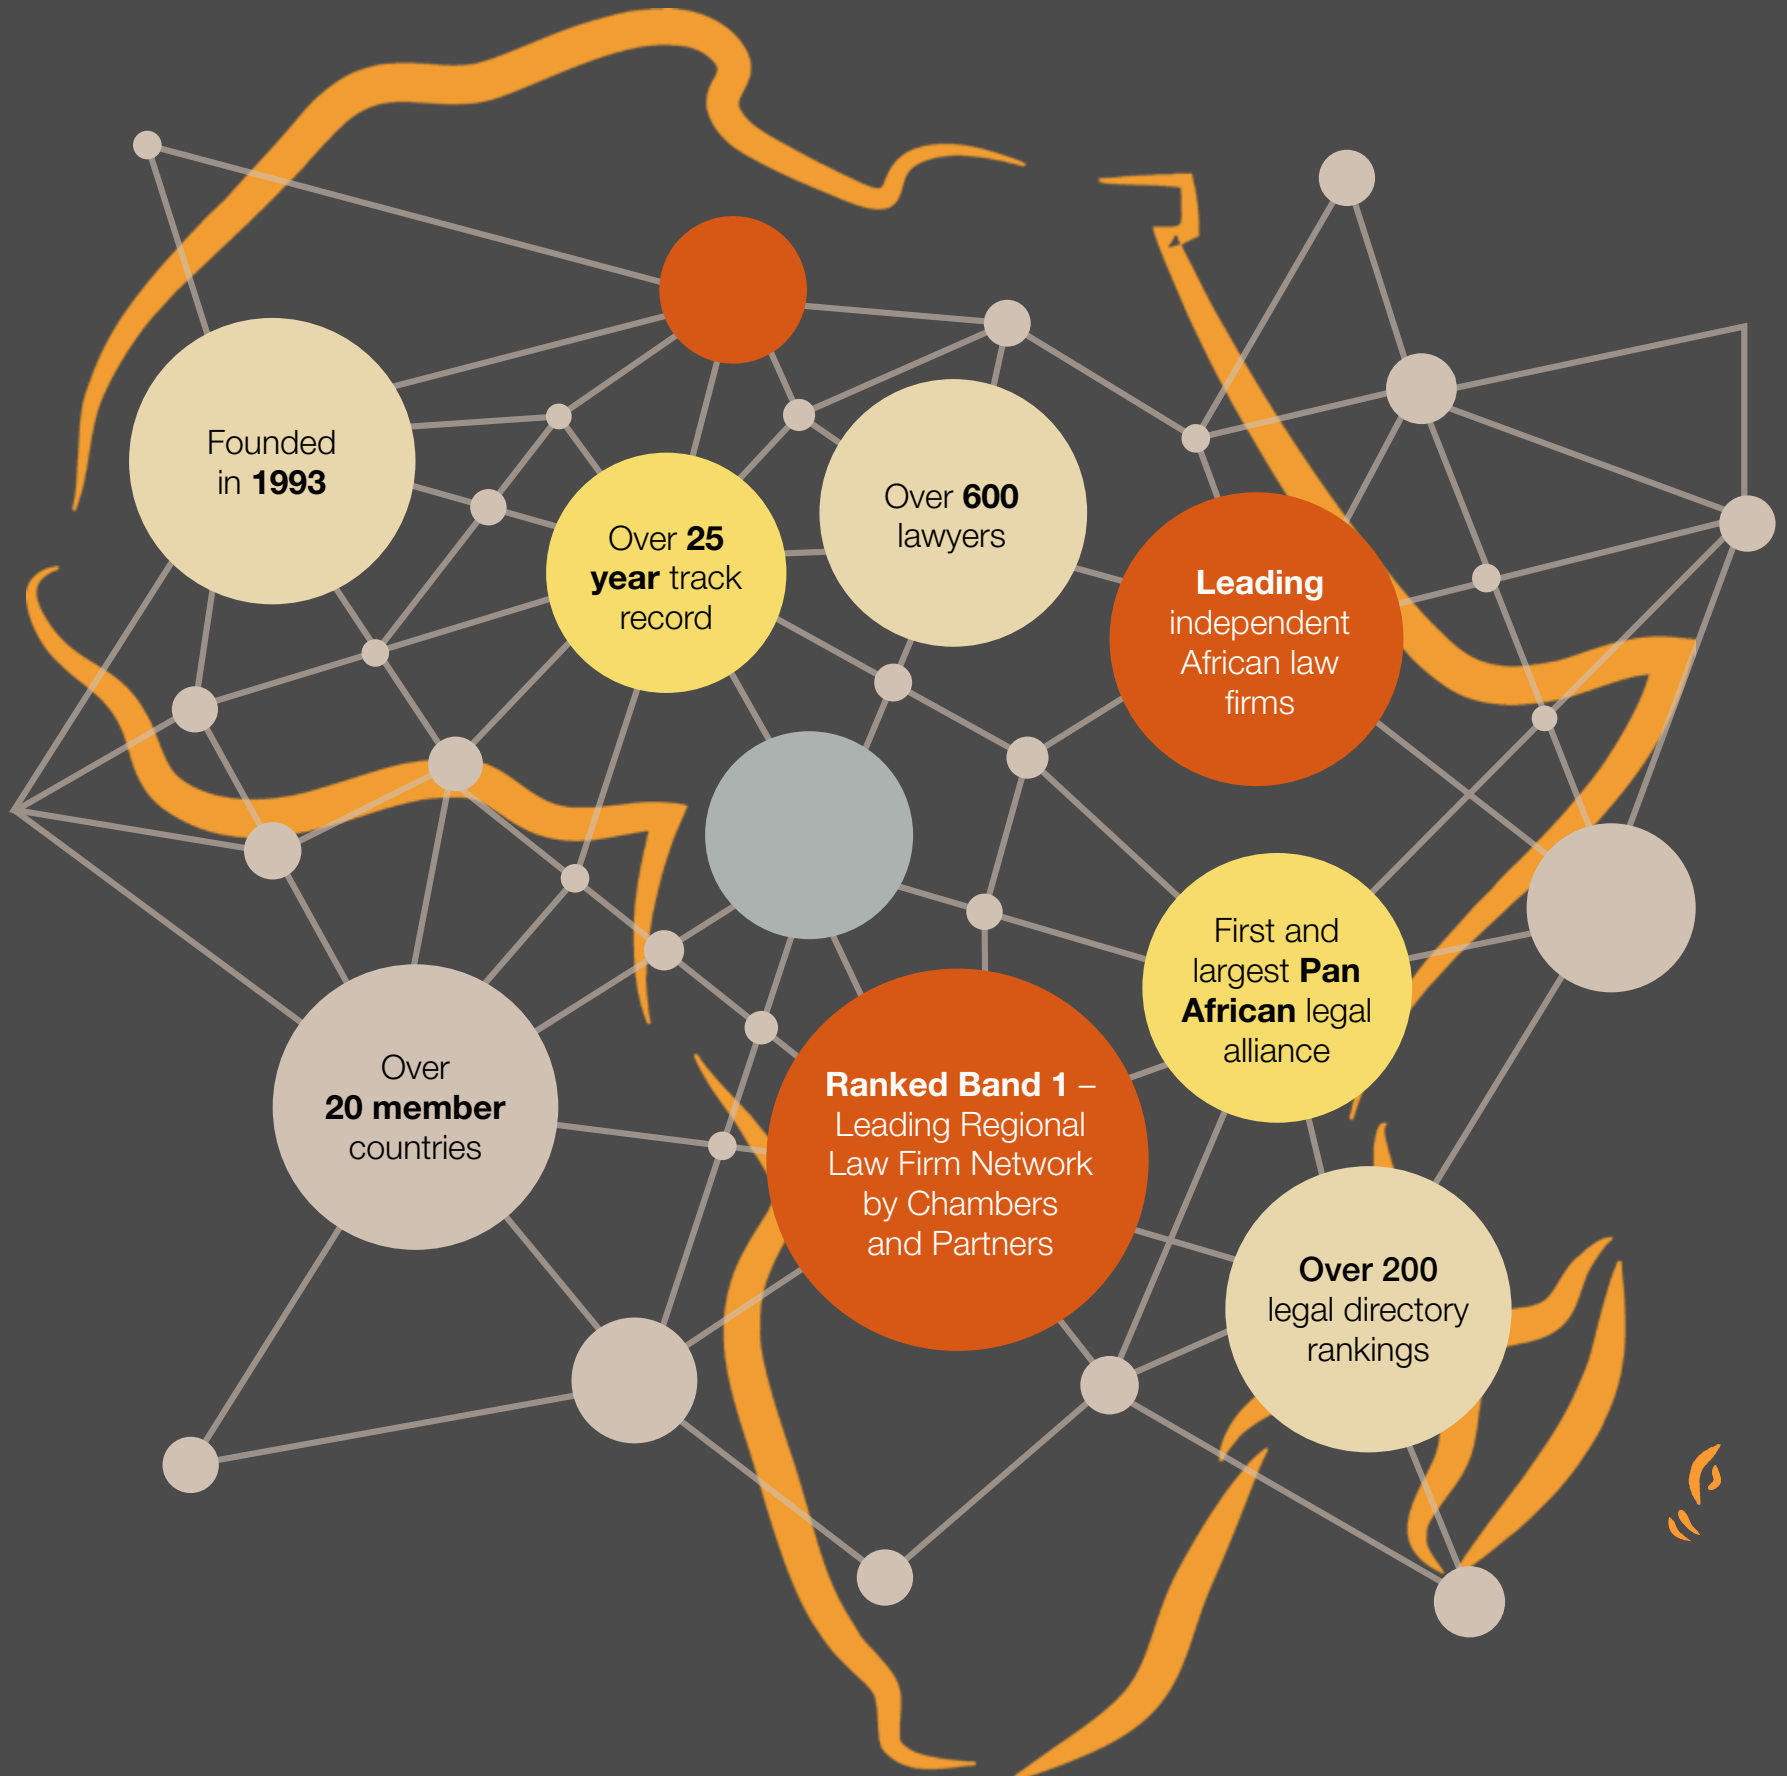 Founded
in 1993
Over 25
year track
record
Over 600
lawyers
Leading
independent
African law
firms
First and
largest Pan
African legal
alliance
Over
20 member
countries
Ranked Band 1 –
Leading Regional
Law Firm Network
by Chambers
and Partners
Over 200
legal directory
rankings